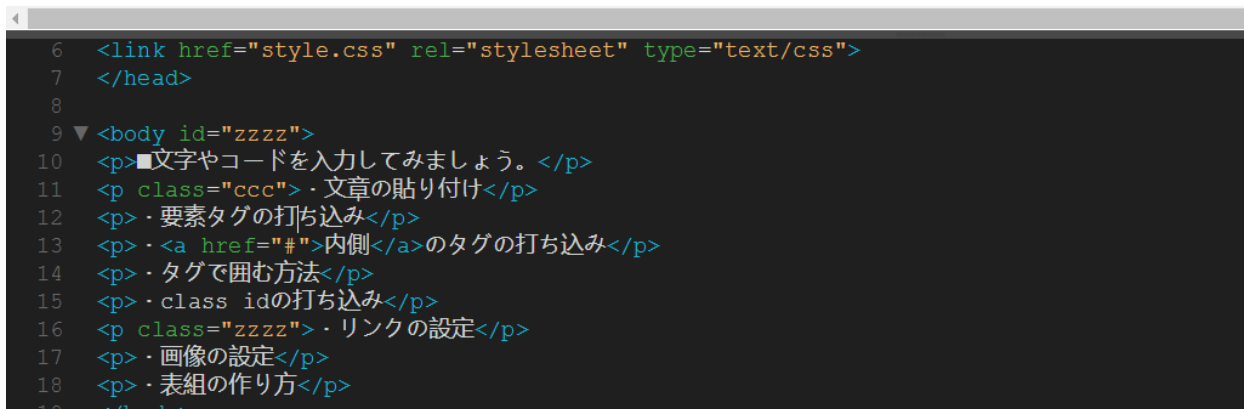 6 <link href="style.css" rel="stylesheet" type="text/css">
7 </head>
8
9 ▼ <body id="zzzz">
10 <p>■文字やコードを入力してみましょう。</p>
11 <p class="ccc">・文章の貼り付け</p>
12 <p>・要素タグの打ち込み</p>
13 <p>・<a href="#">内側</a>のタグの打ち込み</p>
14 <p>・タグで囲む方法</p>
15 <p>・class idの打ち込み</p>
16 <p class="zzzz">・リンクの設定</p>
17 <p>・画像の設定</p>
18 <p>・表組の作り方</p>